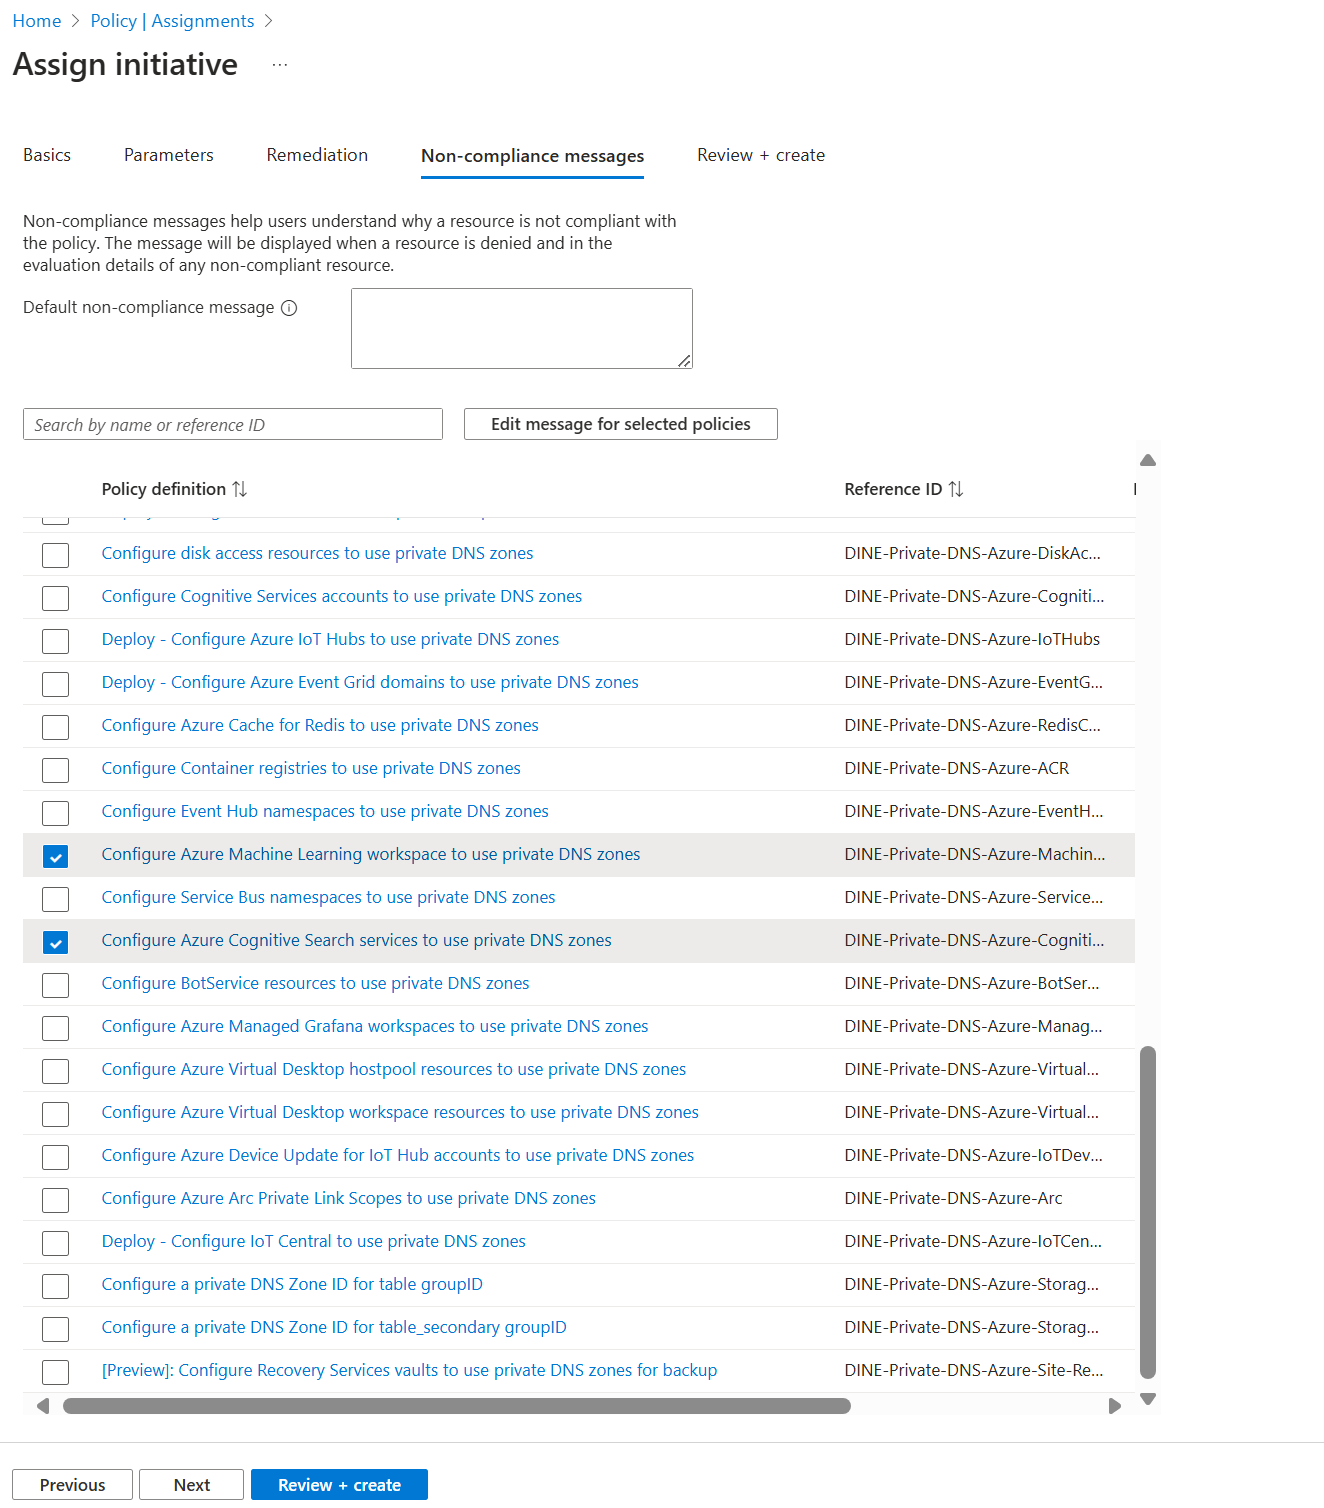 Home > Policy | Assignments >
Assign initiative ...
Basics Parameters Remediation Non-compliance messages Review + create
Non-compliance messages help users understand why a resource is not compliant with
the policy. The message will be displayed when a resource is denied and in the
evaluation details of any non-compliant resource.
Default non-compliance message
Search by name or reference ID Edit message for selected policies
Policy definition Reference ID
Configure disk access resources to use private DNS zones DINE-Private-DNS-Azure-DiskAc...
Configure Cognitive Services accounts to use private DNS zones DINE-Private-DNS-Azure-Cogniti...
Deploy - Configure Azure IoT Hubs to use private DNS zones DINE-Private-DNS-Azure-IoTHubs
Deploy - Configure Azure Event Grid domains to use private DNS zones DINE-Private-DNS-Azure-EventG...
Configure Azure Cache for Redis to use private DNS zones DINE-Private-DNS-Azure-RedisC...
Configure Container registries to use private DNS zones DINE-Private-DNS-Azure-ACR
Configure Event Hub namespaces to use private DNS zones DINE-Private-DNS-Azure-EventH...
Configure Azure Machine Learning workspace to use private DNS zones DINE-Private-DNS-Azure-Machin...
Configure Service Bus namespaces to use private DNS zones DINE-Private-DNS-Azure-Service...
Configure Azure Cognitive Search services to use private DNS zones DINE-Private-DNS-Azure-Cogniti...
Configure BotService resources to use private DNS zones DINE-Private-DNS-Azure-BotSer...
Configure Azure Managed Grafana workspaces to use private DNS zones DINE-Private-DNS-Azure-Manag...
Configure Azure Virtual Desktop hostpool resources to use private DNS zones DINE-Private-DNS-Azure-Virtual...
Configure Azure Virtual Desktop workspace resources to use private DNS zones DINE-Private-DNS-Azure-Virtual...
Configure Azure Device Update for IoT Hub accounts to use private DNS zones DINE-Private-DNS-Azure-IoTDev...
Configure Azure Arc Private Link Scopes to use private DNS zones DINE-Private-DNS-Azure-Arc
Deploy - Configure IoT Central to use private DNS zones DINE-Private-DNS-Azure-IoTCen...
Configure a private DNS Zone ID for table groupID DINE-Private-DNS-Azure-Storag...
Configure a private DNS Zone ID for table_secondary groupID DINE-Private-DNS-Azure-Storag...
[Preview]: Configure Recovery Services vaults to use private DNS zones for backup DINE-Private-DNS-Azure-Site-Re...
Previous Next Review + create